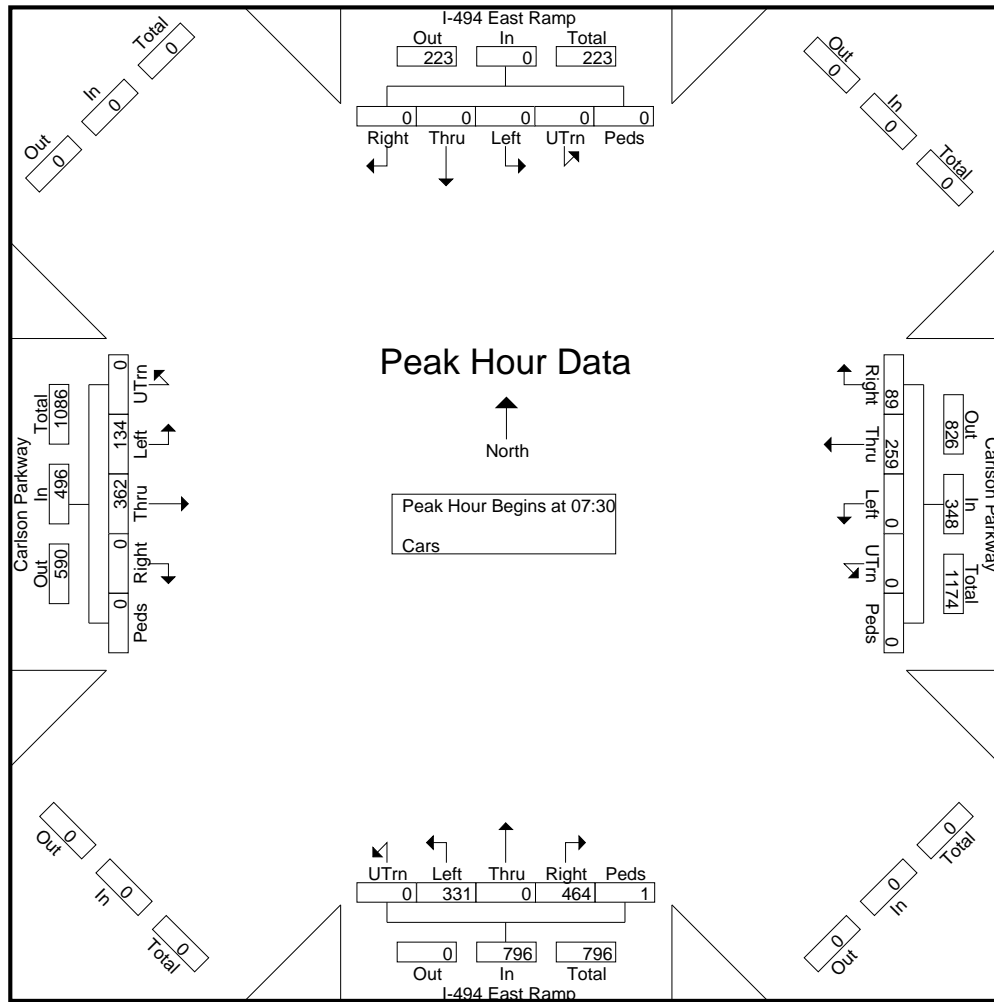 I-494 East Ramp
Out In Total
223 0 223
0 0 0 0 0
Right Thru Left UTrn Peds
Total
0
In
0
Out
0
Out
0
In
0
Total
0
Peak Hour Data
North
Peak Hour Begins at 07:30
Cars
Carlson Parkway
Total In Out
1086 496 590
0 134 362 0 0
UTrn Left Thru Right Peds
Carlson Parkway
Out In Total
826 348 1174
89 259 0 0 0
Right Thru Left UTrn Peds
Out
0
In
0
Total
0
Total
0
In
0
Out
0
UTrn Left Thru Right Peds
0 331 0 464 1
0 796 796
Out In Total
I-494 East Ramp